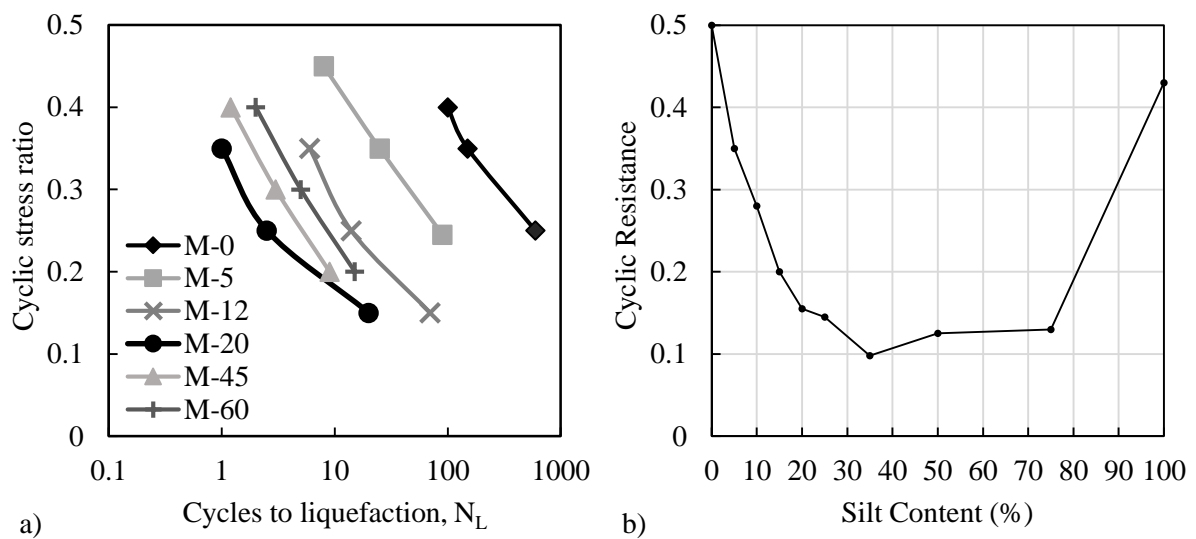 0.5
0.4
0.3
0.2
0.1
0
Cyclic stress ratio
M-0
M-5
M-12
M-20
M-45
M-60
0.1 1 10 100 1000
Cycles to liquefaction, NL
a)
0.5
0.4
0.3
0.2
0.1
0
Cyclic Resistance
0 10 20 30 40 50 60 70 80 90 100
Silt Content (%)
b)